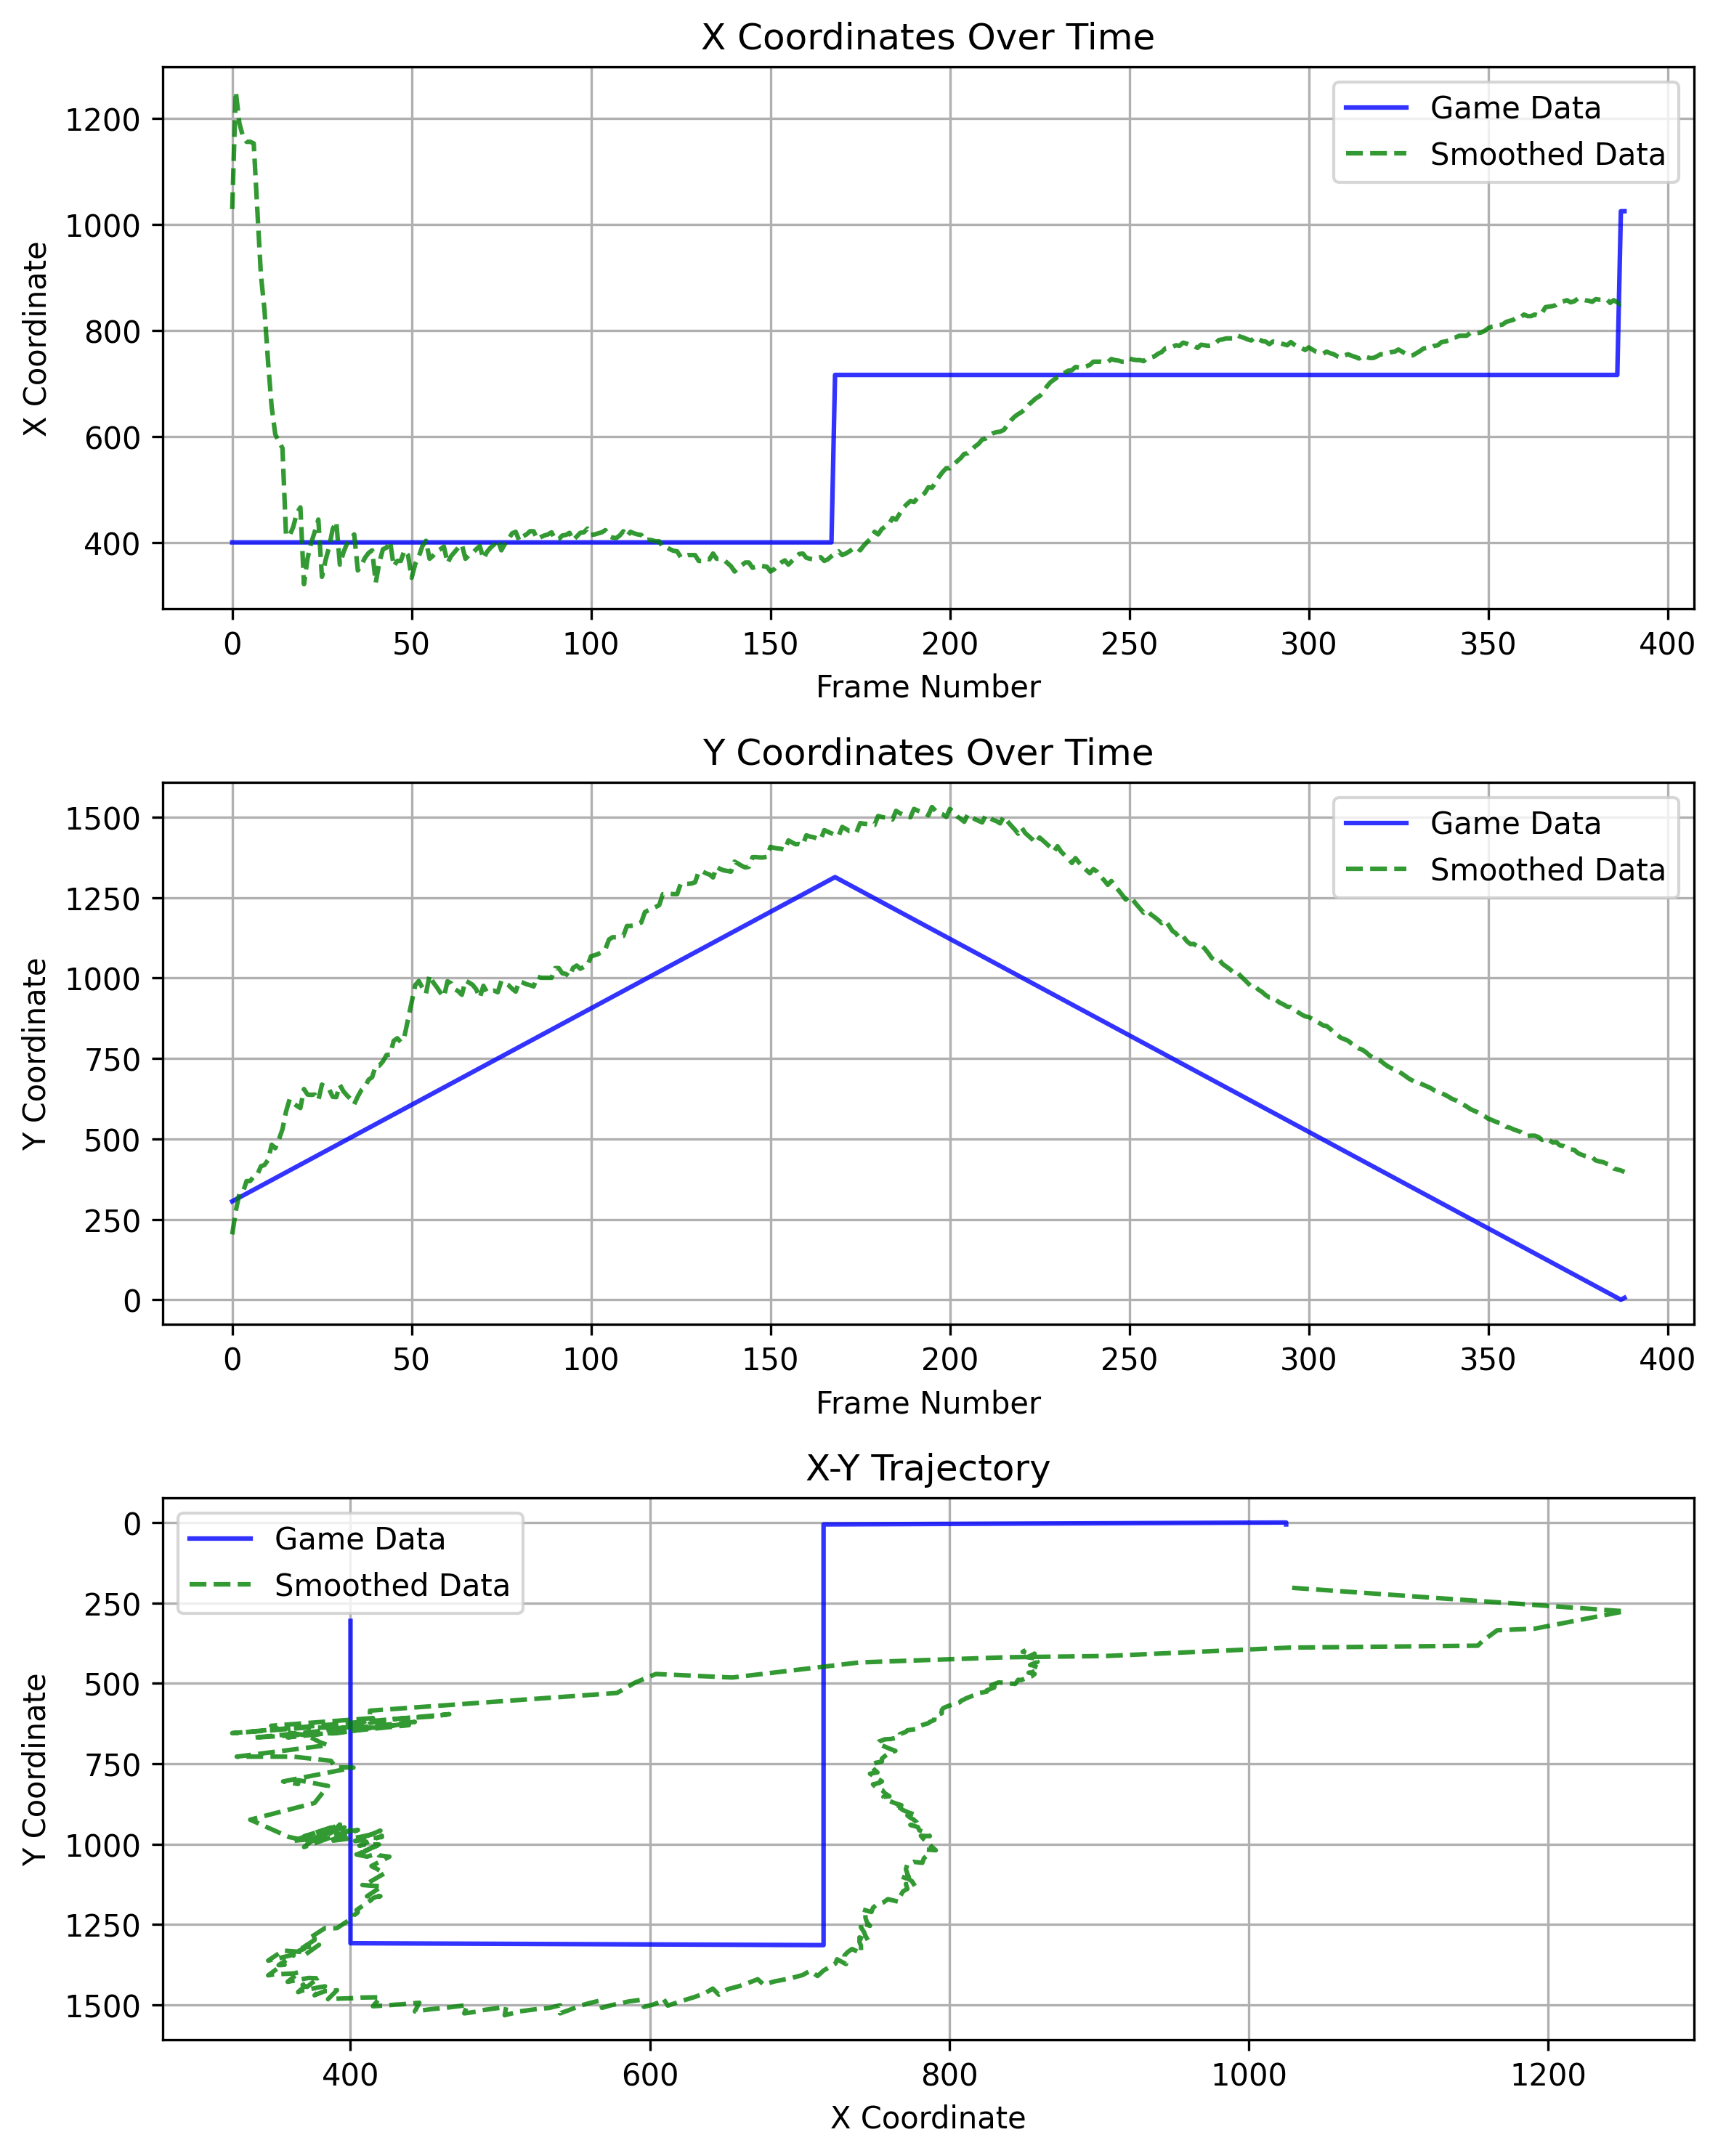 X Coordinates Over Time
1200
1000
800
600
400
X Coordinate
Game Data
Smoothed Data
0 50 100 150 200 250 300 350 400
Frame Number
Y Coordinates Over Time
1500
1250
1000
750
500
250
0
Y Coordinate
Game Data
Smoothed Data
0 50 100 150 200 250 300 350 400
Frame Number
X-Y Trajectory
0
250
500
750
1000
1250
1500
Y Coordinate
Game Data
Smoothed Data
400 600 800 1000 1200
X Coordinate